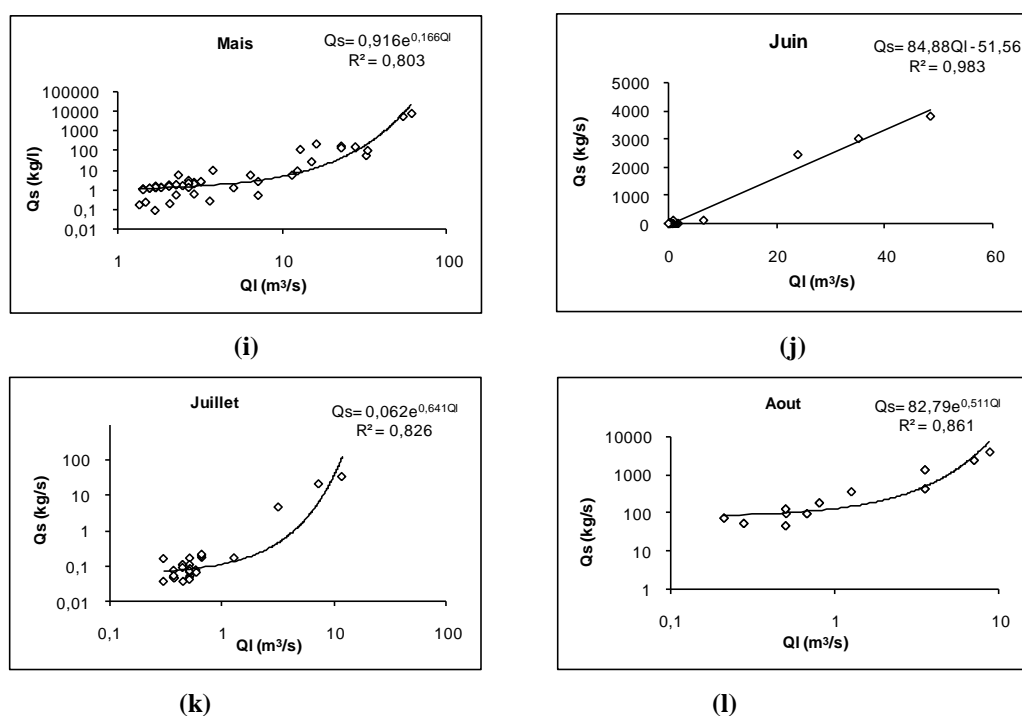 Mais
Qs= 0,916e^0,166Ql
R² = 0,803
100000
10000
1000
100
10
1
0,1
0,01
Qs (kg/l)
1
10
100
Ql (m³/s)
(i)
Juin
Qs= 84,88Ql - 51,56
R² = 0,983
5000
4000
3000
2000
1000
0
Qs (kg/s)
0
20
40
60
Ql (m³/s)
(j)
Juillet
Qs= 0,062e^0,641Ql
R² = 0,826
100
10
1
0,1
0,01
Qs (kg/s)
0,1
1
10
100
Ql (m³/s)
(k)
Aout
Qs= 82,79e^0,511Ql
R² = 0,861
10000
1000
100
10
1
Qs (kg/s)
0,1
1
10
Ql (m³/s)
(l)